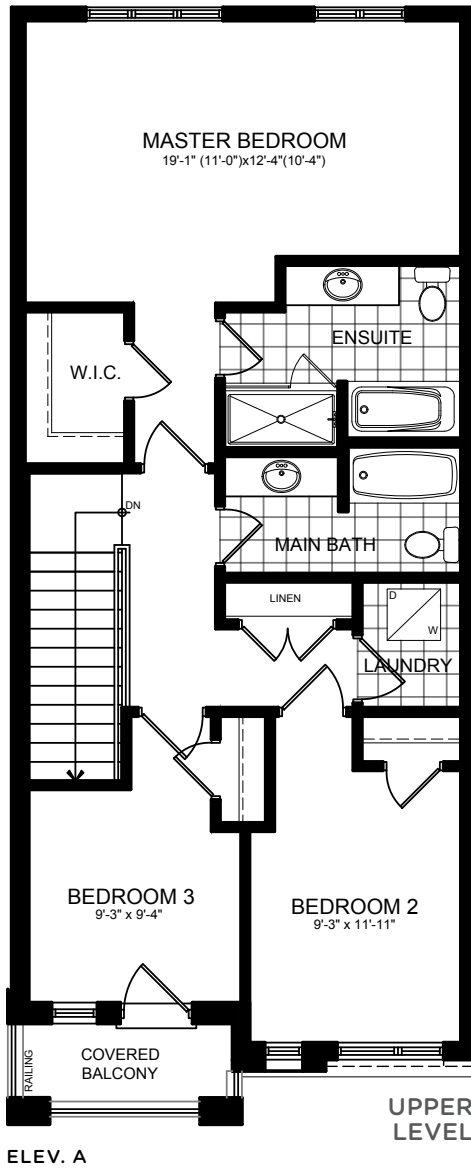 MASTER BEDROOM
19'-1" (11'-0")x12'-4"(10'-4")
ENSUITE
W.I.C.
DN
MAIN BATH
LINEN
D
W
LAUNDRY
BEDROOM 3
9'-3" x 9'-4"
BEDROOM 2
9'-3" x 11'-11"
RAILING
COVERED
BALCONY
UPPER
LEVEL
ELEV. A